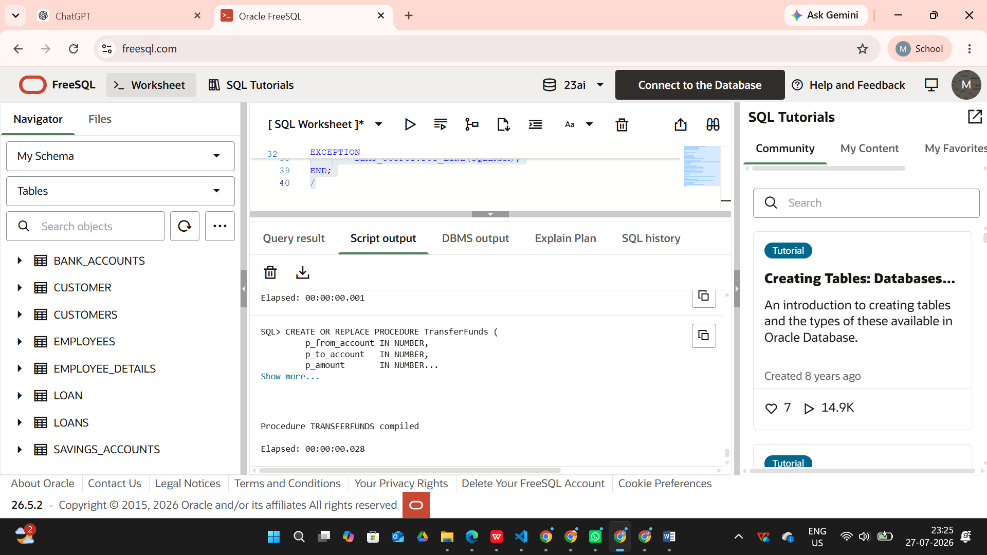 ChatGPT
Oracle FreeSQL
Ask Gemini
freesql.com
M
School
FreeSQL
Worksheet
SQL Tutorials
23ai
Connect to the Database
Help and Feedback
M
Navigator
Files
My Schema
Tables
Search objects
BANK_ACCOUNTS
CUSTOMER
CUSTOMERS
EMPLOYEES
EMPLOYEE_DETAILS
LOAN
LOANS
SAVINGS_ACCOUNTS
[ SQL Worksheet ]*
Aa
32 EXCEPTION
39 END;
40 /
Query result
Script output
DBMS output
Explain Plan
SQL history
Elapsed: 00:00:00.001
SQL> CREATE OR REPLACE PROCEDURE TransferFunds (
p_from_account IN NUMBER,
p_to_account IN NUMBER,
p_amount IN NUMBER...
Show more...
Procedure TRANSFERFUNDS compiled
Elapsed: 00:00:00.028
SQL Tutorials
Community
My Content
My Favorites
Search
Tutorial
Creating Tables: Databases...
An introduction to creating tables
and the types of these available in
Oracle Database.
Created 8 years ago
7
14.9K
Tutorial
About Oracle
Contact Us
Legal Notices
Terms and Conditions
Your Privacy Rights
Delete Your FreeSQL Account
Cookie Preferences
26.5.2 - Copyright © 2015, 2026 Oracle and/or its affiliates All rights reserved
2
ENG
US
23:25
27-07-2026